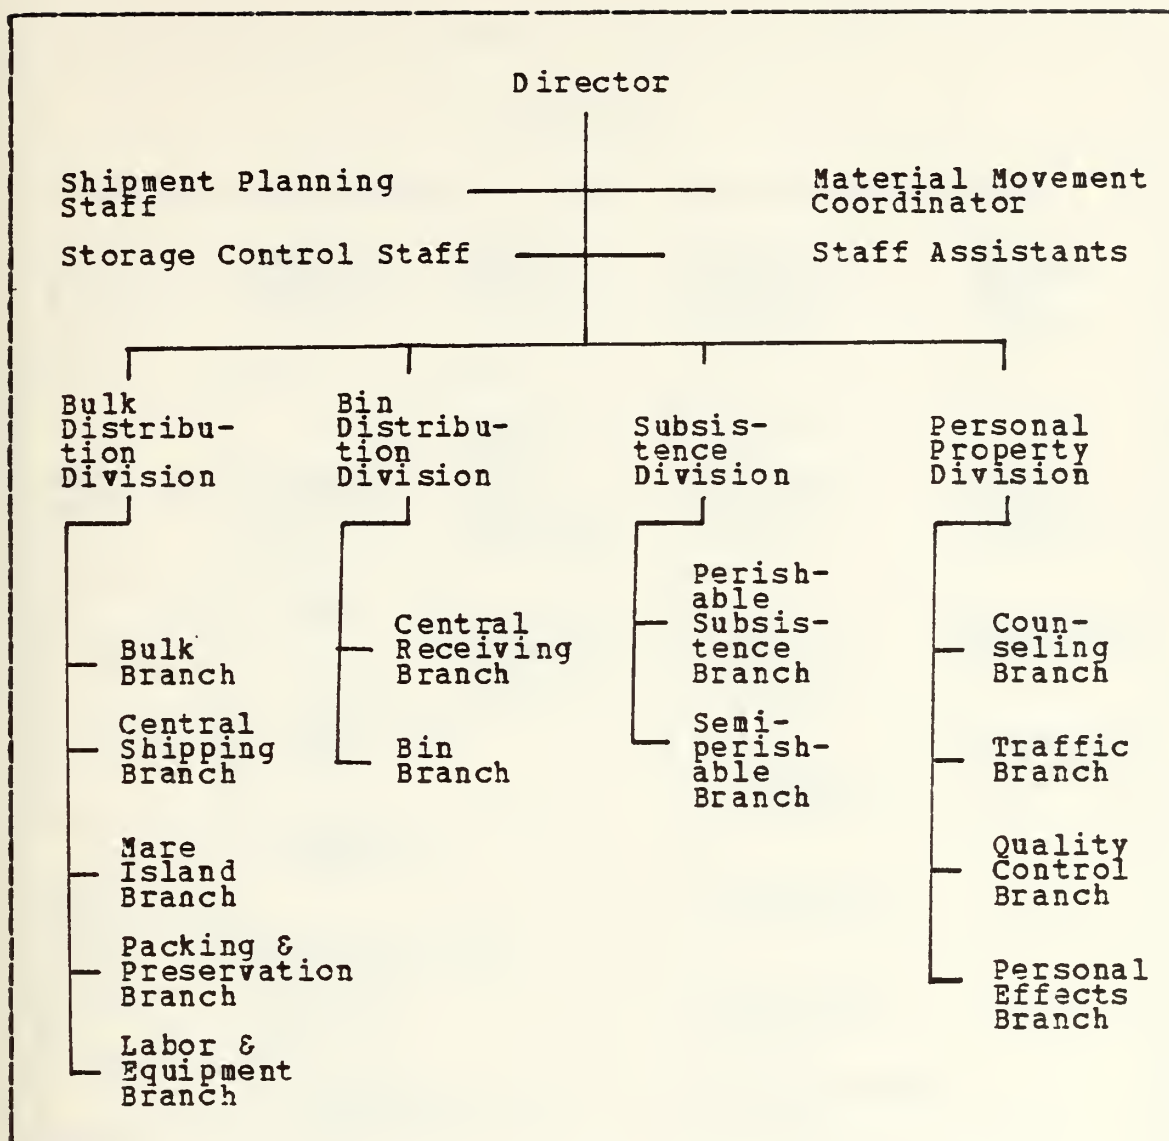 Director
Shipment Planning
Staff
Material Movement
Coordinator
Storage Control Staff
Staff Assistants
Bulk
Distribu-
tion
Division
Bin
Distribu-
tion
Division
Subsis-
tence
Division
Personal
Property
Division
Bulk
Branch
Central
Shipping
Branch
Mare
Island
Branch
Packing &
Preservation
Branch
Labor &
Equipment
Branch
Central
Receiving
Branch
Bin
Branch
Perish-
able
Subsis-
tence
Branch
Semi-
perish-
able
Branch
Coun-
seling
Branch
Traffic
Branch
Quality
Control
Branch
Personal
Effects
Branch